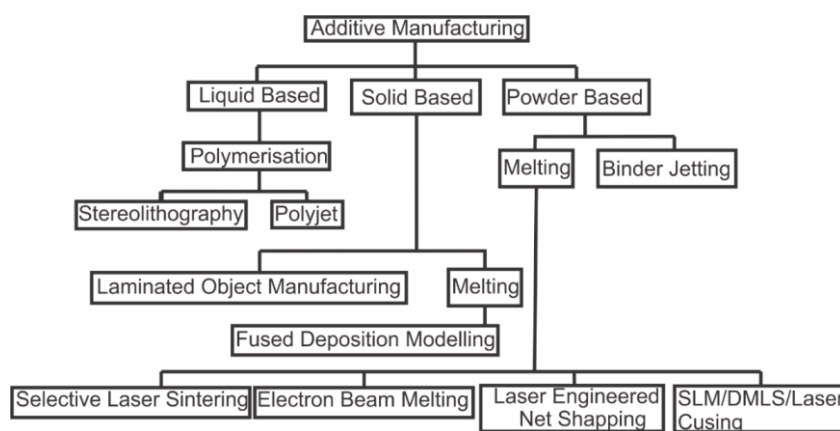 Additive Manufacturing
Liquid Based
Solid Based
Powder Based
Polymerisation
Melting
Binder Jetting
Stereolithography
Polyjet
Laminated Object Manufacturing
Melting
Fused Deposition Modelling
Selective Laser Sintering
Electron Beam Melting
Laser Engineered
Net Shapping
SLM/DMLS/Laser
Cusing